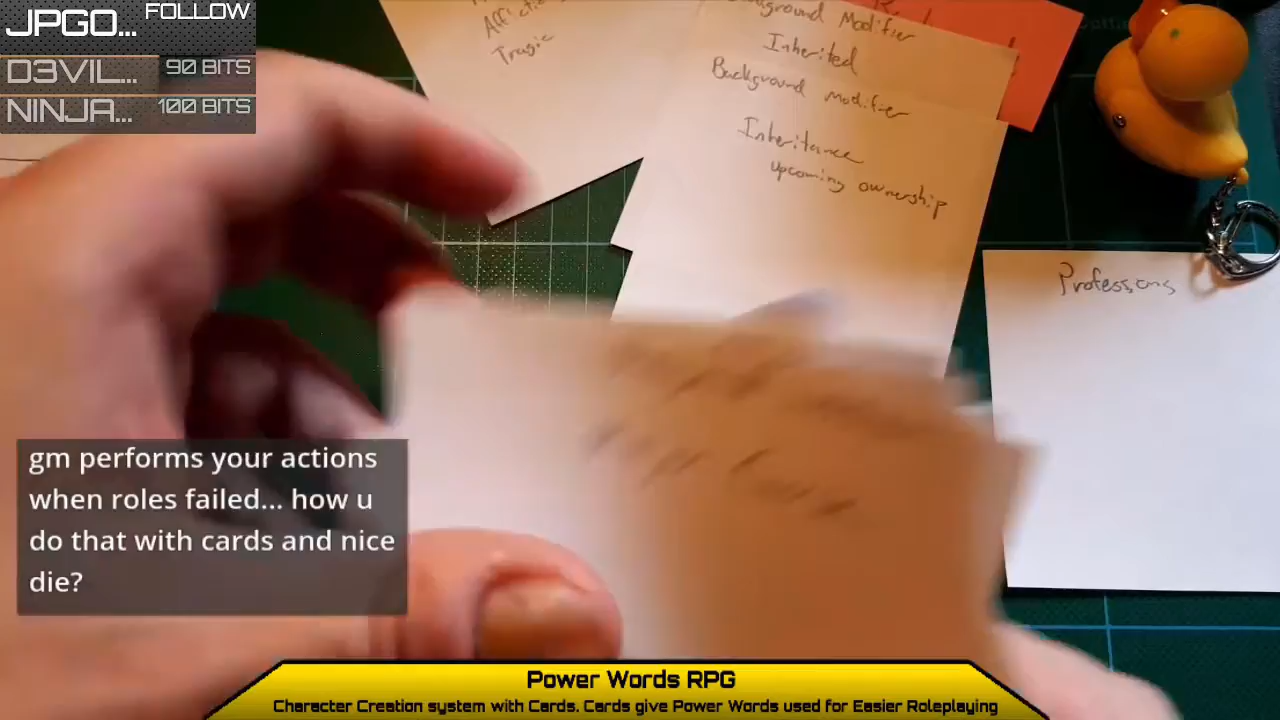 JPGO...
FOLLOW
D3VIL...
90 BITS
NINJA...
100 BITS
Tragic
Background Modifier
Inherited
Background Modifier
Inheritance
upcoming ownership
Professions
gm performs your actions
when roles failed... how u
do that with cards and nice
die?
Power Words RPG
Character Creation system with Cards. Cards give Power Words used for Easier Roleplaying